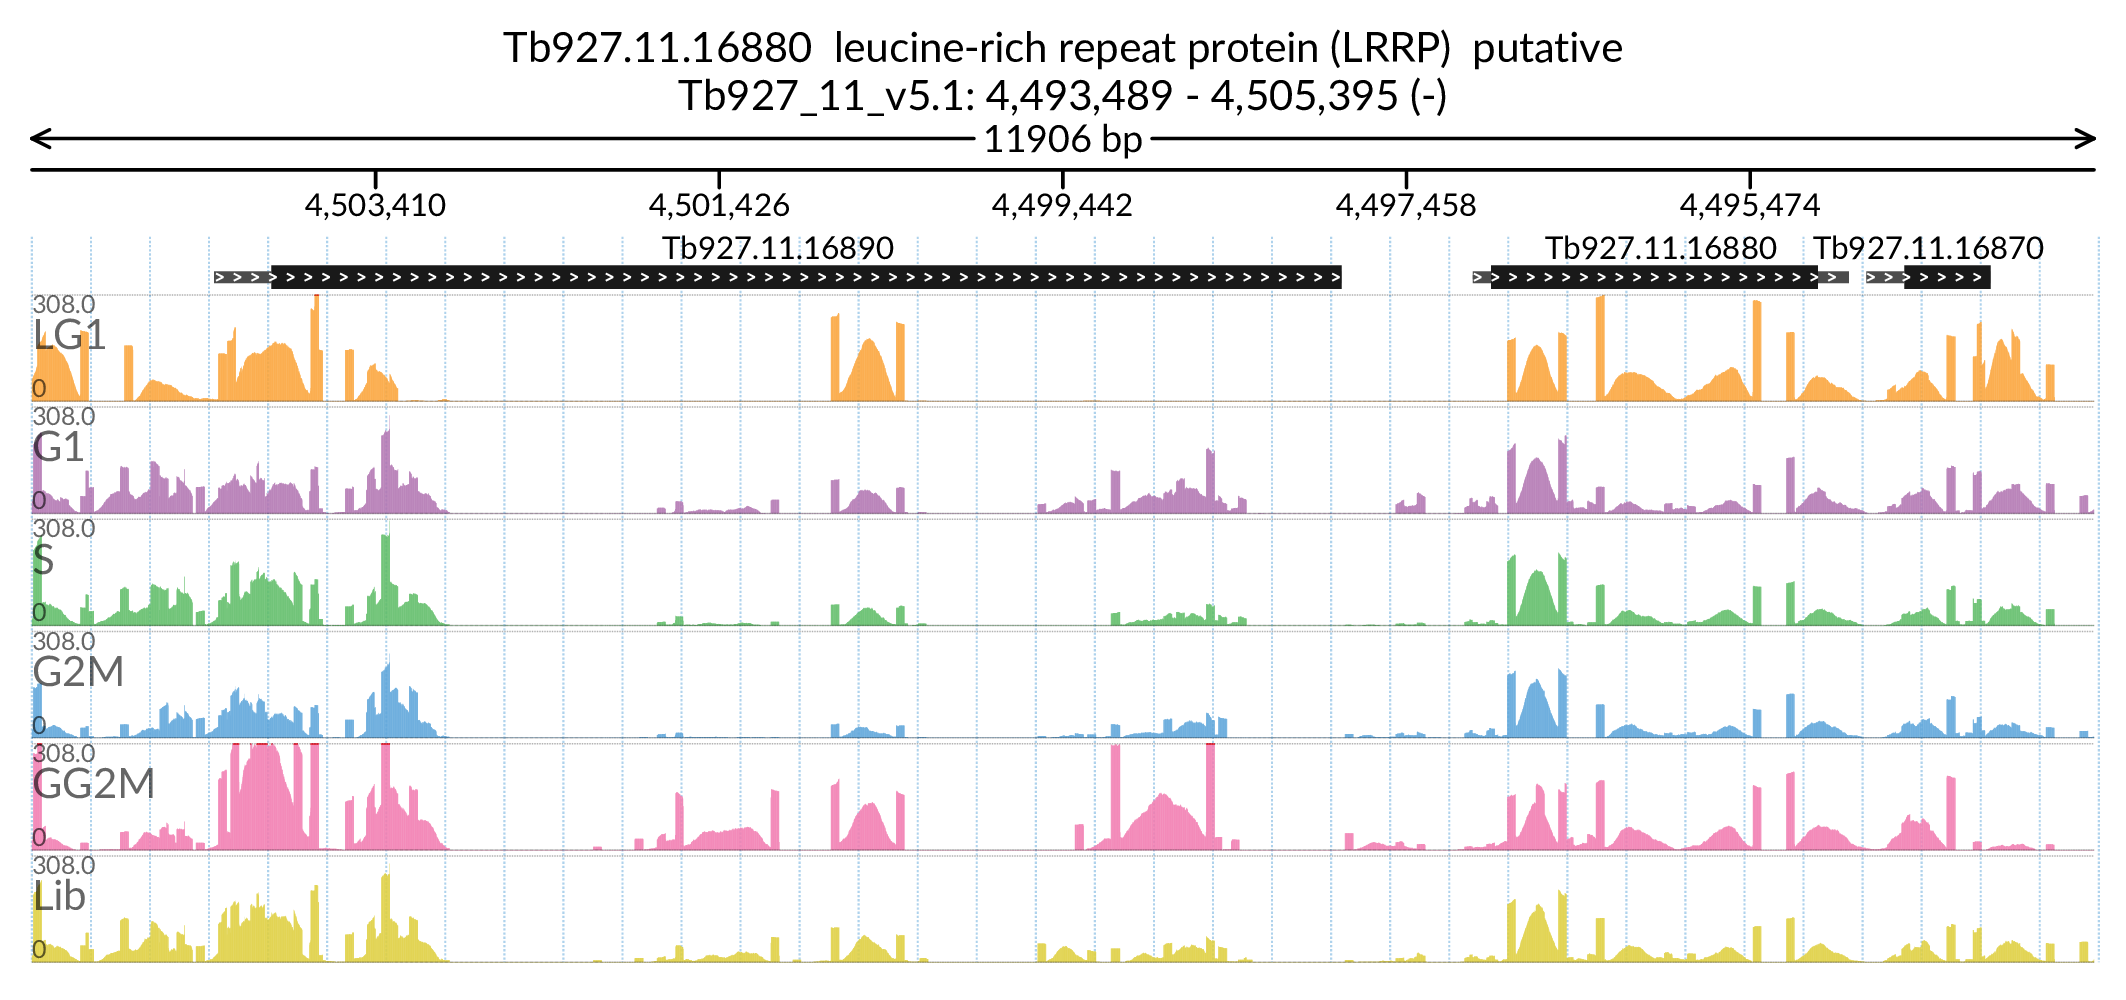 Tb927.11.16880 leucine-rich repeat protein (LRRP) putative
Tb927_11_v5.1: 4,493,489 - 4,505,395 (-)
11906 bp
4,503,410 4,501,426 4,499,442 4,497,458 4,495,474
Tb927.11.16890 Tb927.11.16880 Tb927.11.16870
308.0
LG1
0
308.0
G1
0
308.0
S
0
308.0
G2M
0
308.0
GG2M
0
308.0
Lib
0